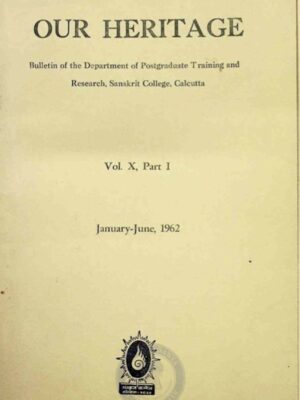 OUR HERITAGE
Bulletin of the Department of Postgraduate Training and
Research, Sanskrit College, Calcutta
Vol. X, Part I
January-June, 1962